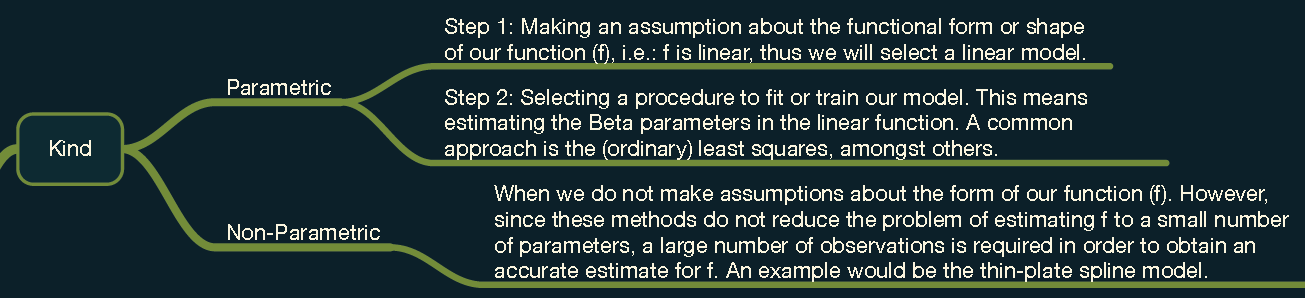 Step 1: Making an assumption about the functional form or shape
of our function (f), i.e.: f is linear, thus we will select a linear model.
Parametric
Step 2: Selecting a procedure to fit or train our model. This means
estimating the Beta parameters in the linear function. A common
approach is the (ordinary) least squares, amongst others.
Kind
When we do not make assumptions about the form of our function (f). However,
since these methods do not reduce the problem of estimating f to a small number
Non-Parametric
of parameters, a large number of observations is required in order to obtain an
accurate estimate for f. An example would be the thin-plate spline model.